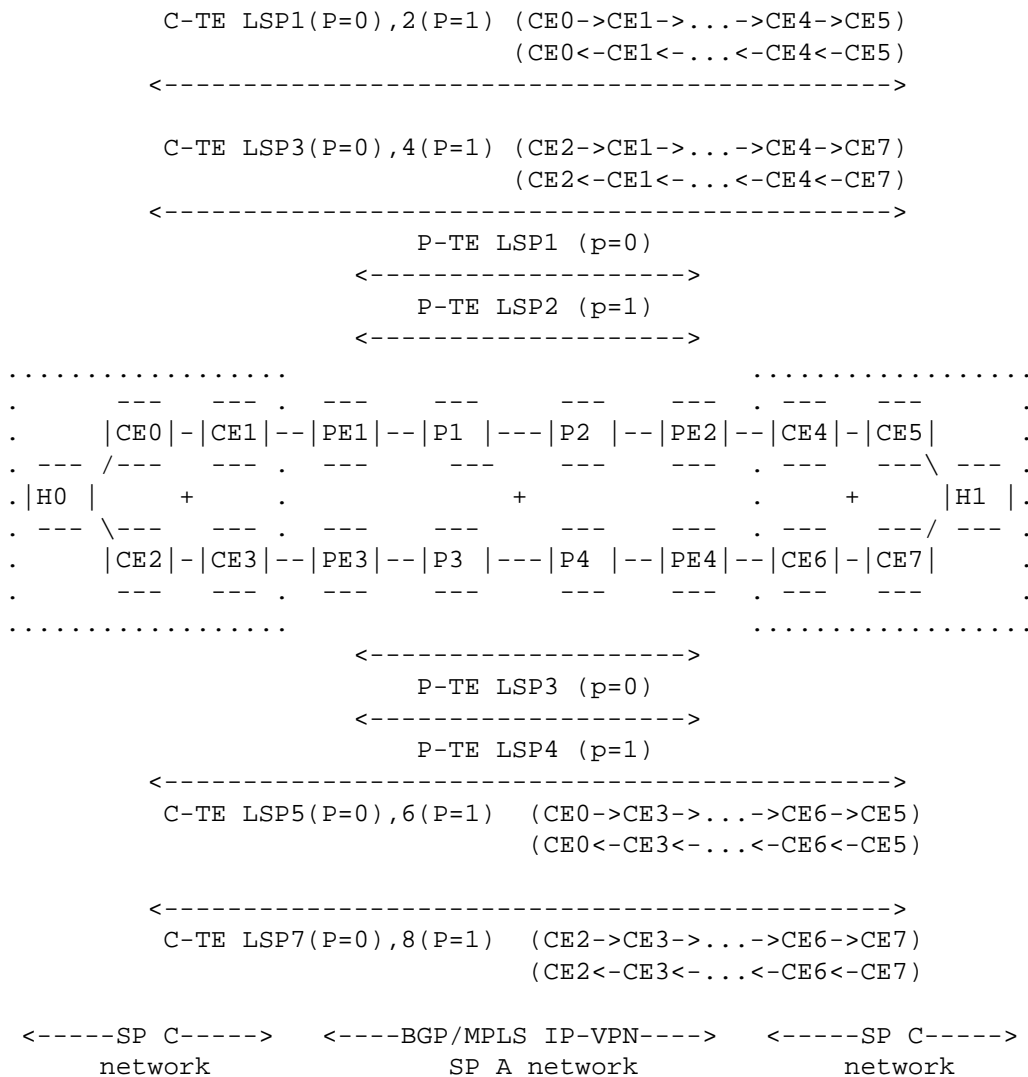 C-TE LSP1(P=0),2(P=1) (CE0->CE1->...->CE4->CE5)
(CE0<-CE1<-...<-CE4<-CE5)
<---------------------------------------------->
C-TE LSP3(P=0),4(P=1) (CE2->CE1->...->CE4->CE7)
(CE2<-CE1<-...<-CE4<-CE7)
<---------------------------------------------->
P-TE LSP1 (p=0)
<-------------------->
P-TE LSP2 (p=1)
<-------------------->
.................. ..................
. --- --- . --- --- --- --- . --- --- .
. |CE0|-|CE1|--|PE1|--|P1 |---|P2 |--|PE2|--|CE4|-|CE5| .
. --- /--- --- . --- --- --- --- . --- ---\ --- .
.|H0 | + . + . + |H1 |.
. --- \--- --- . --- --- --- --- . --- ---/ --- .
. |CE2|-|CE3|--|PE3|--|P3 |---|P4 |--|PE4|--|CE6|-|CE7| .
. --- --- . --- --- --- --- . --- --- .
.................. ..................
<-------------------->
P-TE LSP3 (p=0)
<-------------------->
P-TE LSP4 (p=1)
<---------------------------------------------->
C-TE LSP5(P=0),6(P=1) (CE0->CE3->...->CE6->CE5)
(CE0<-CE3<-...<-CE6<-CE5)
<---------------------------------------------->
C-TE LSP7(P=0),8(P=1) (CE2->CE3->...->CE6->CE7)
(CE2<-CE3<-...<-CE6<-CE7)
<-----SP C-----> <----BGP/MPLS IP-VPN----> <-----SP C----->
network SP A network network